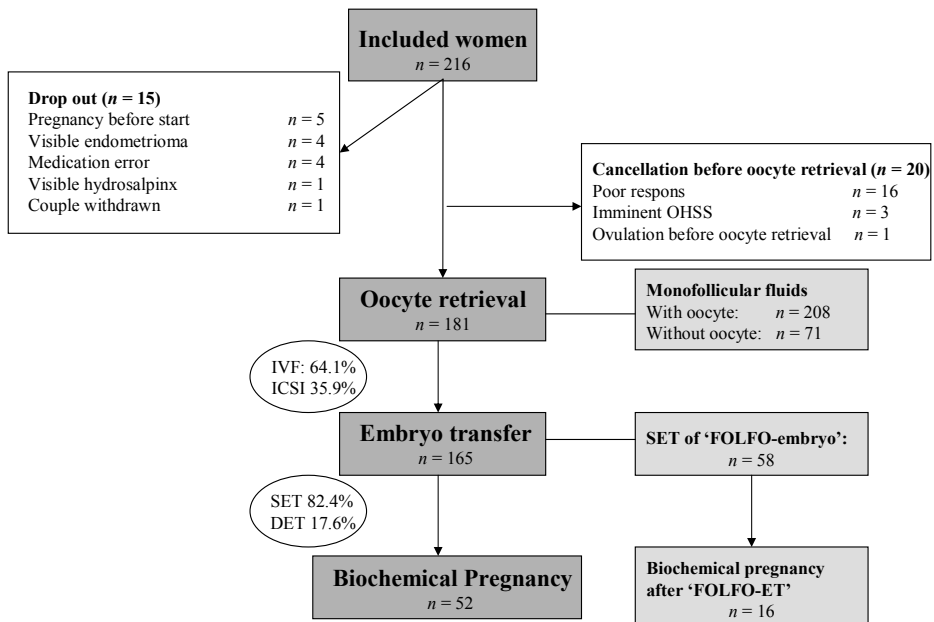 Included women
n = 216
Drop out (n = 15)
Pregnancy before start n = 5
Visible endometrioma n = 4
Medication error n = 4
Visible hydrosalpinx n = 1
Couple withdrawn n = 1
Cancellation before oocyte retrieval (n = 20)
Poor respons n = 16
Imminent OHSS n = 3
Ovulation before oocyte retrieval n = 1
Oocyte retrieval
n = 181
Monofollicular fluids
With oocyte: n = 208
Without oocyte: n = 71
IVF: 64.1%
ICSI 35.9%
Embryo transfer
n = 165
SET of ‘FOLFO-embryo’:
n = 58
SET 82.4%
DET 17.6%
Biochemical Pregnancy
n = 52
Biochemical pregnancy
after ‘FOLFO-ET’
n = 16